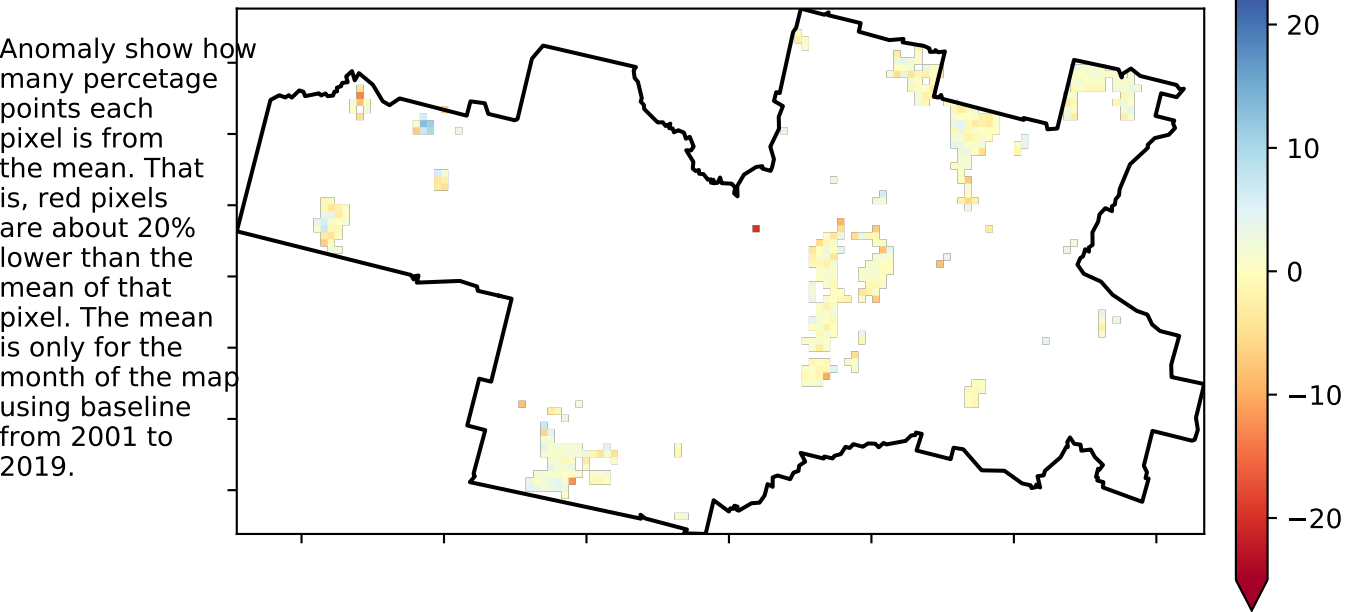 Anomaly show how
many percetage
points each
pixel is from
the mean. That
is, red pixels
are about 20%
lower than the
mean of that
pixel. The mean
is only for the
month of the map
using baseline
from 2001 to
2019.
20
10
0
−10
−20